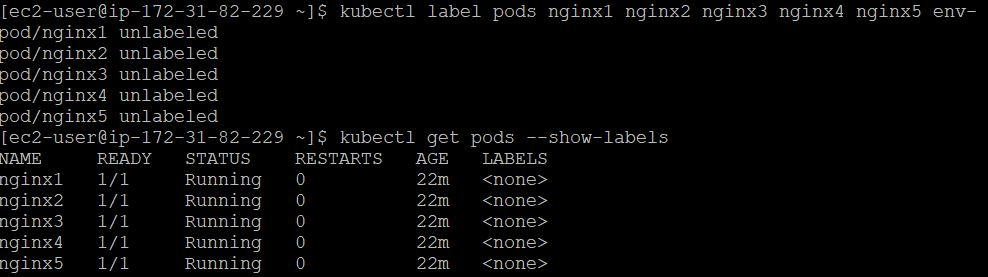 [ec2-user@ip-172-31-82-229 ~]$ kubectl label pods nginx1 nginx2 nginx3 nginx4 nginx5 env-
pod/nginx1 unlabeled
pod/nginx2 unlabeled
pod/nginx3 unlabeled
pod/nginx4 unlabeled
pod/nginx5 unlabeled
[ec2-user@ip-172-31-82-229 ~]$ kubectl get pods --show-labels
NAME READY STATUS RESTARTS AGE LABELS
nginx1 1/1 Running 0 22m <none>
nginx2 1/1 Running 0 22m <none>
nginx3 1/1 Running 0 22m <none>
nginx4 1/1 Running 0 22m <none>
nginx5 1/1 Running 0 22m <none>